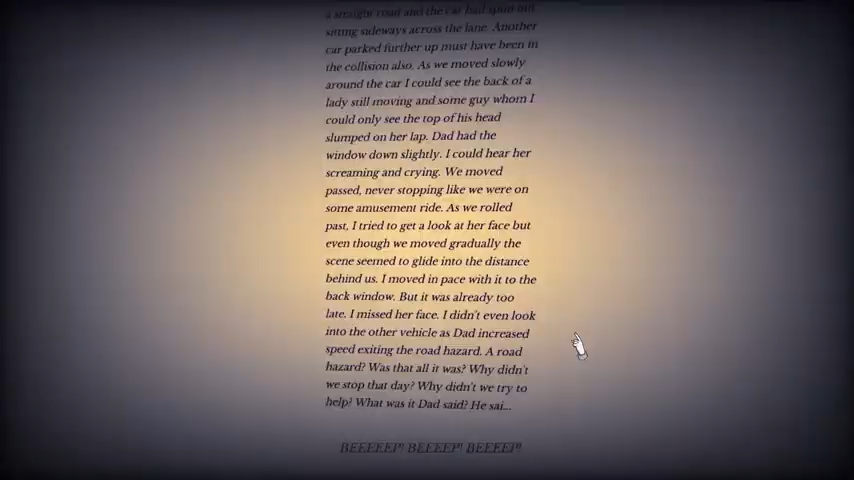 a straight road and the car had spun out
sitting sideways across the lane. Another
car parked further up must have been in
the collision also. As we moved slowly
around the car I could see the back of a
lady still moving and some guy whom I
could only see the top of his head
slumped on her lap. Dad had the
window down slightly. I could hear her
screaming and crying. We moved
passed, never stopping like we were on
some amusement ride. As we rolled
past, I tried to get a look at her face but
even though we moved gradually the
scene seemed to glide into the distance
behind us. I moved in pace with it to the
back window. But it was already too
late. I missed her face. I didn't even look
into the other vehicle as Dad increased
speed exiting the road hazard. A road
hazard? Was that all it was? Why didn't
we stop that day? Why didn't we try to
help? What was it Dad said? He sai...
BEEEEEP! BEEEEP! BEEEEP!